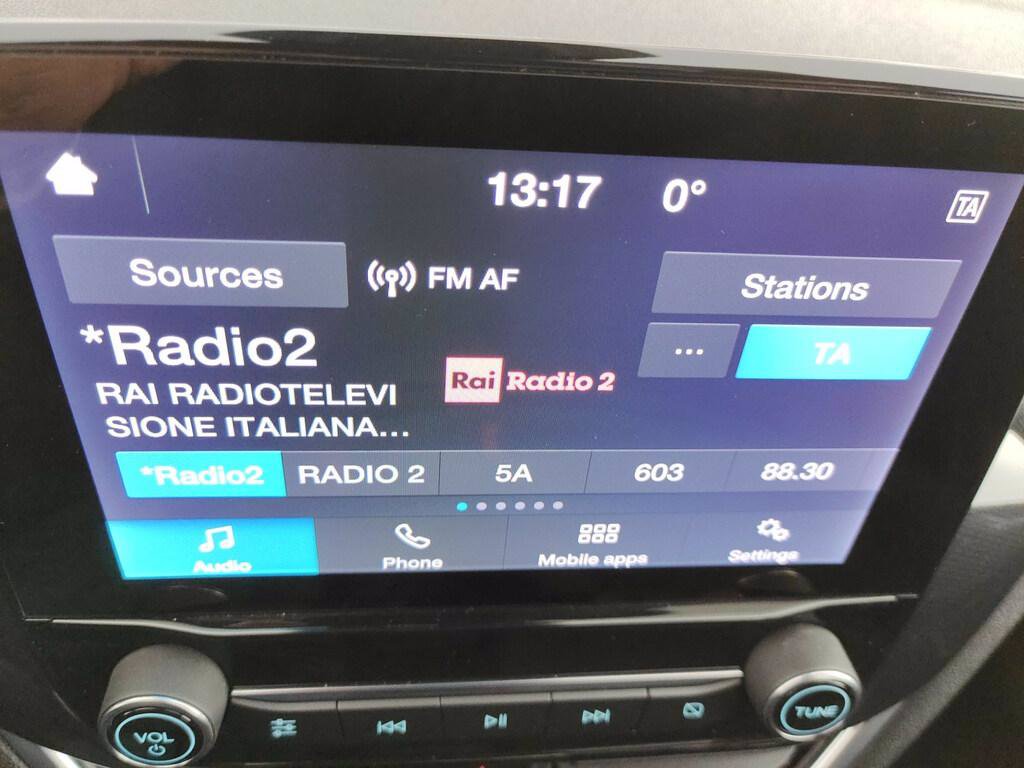 13:17 0° TA
Sources FM AF Stations
*Radio2
... TA
RAI RADIOTELEVI
SIONE ITALIANA...
Rai Radio 2
*Radio2 RADIO 2 5A 603 88.30
Audio Phone Mobile apps Settings
VOL TUNE